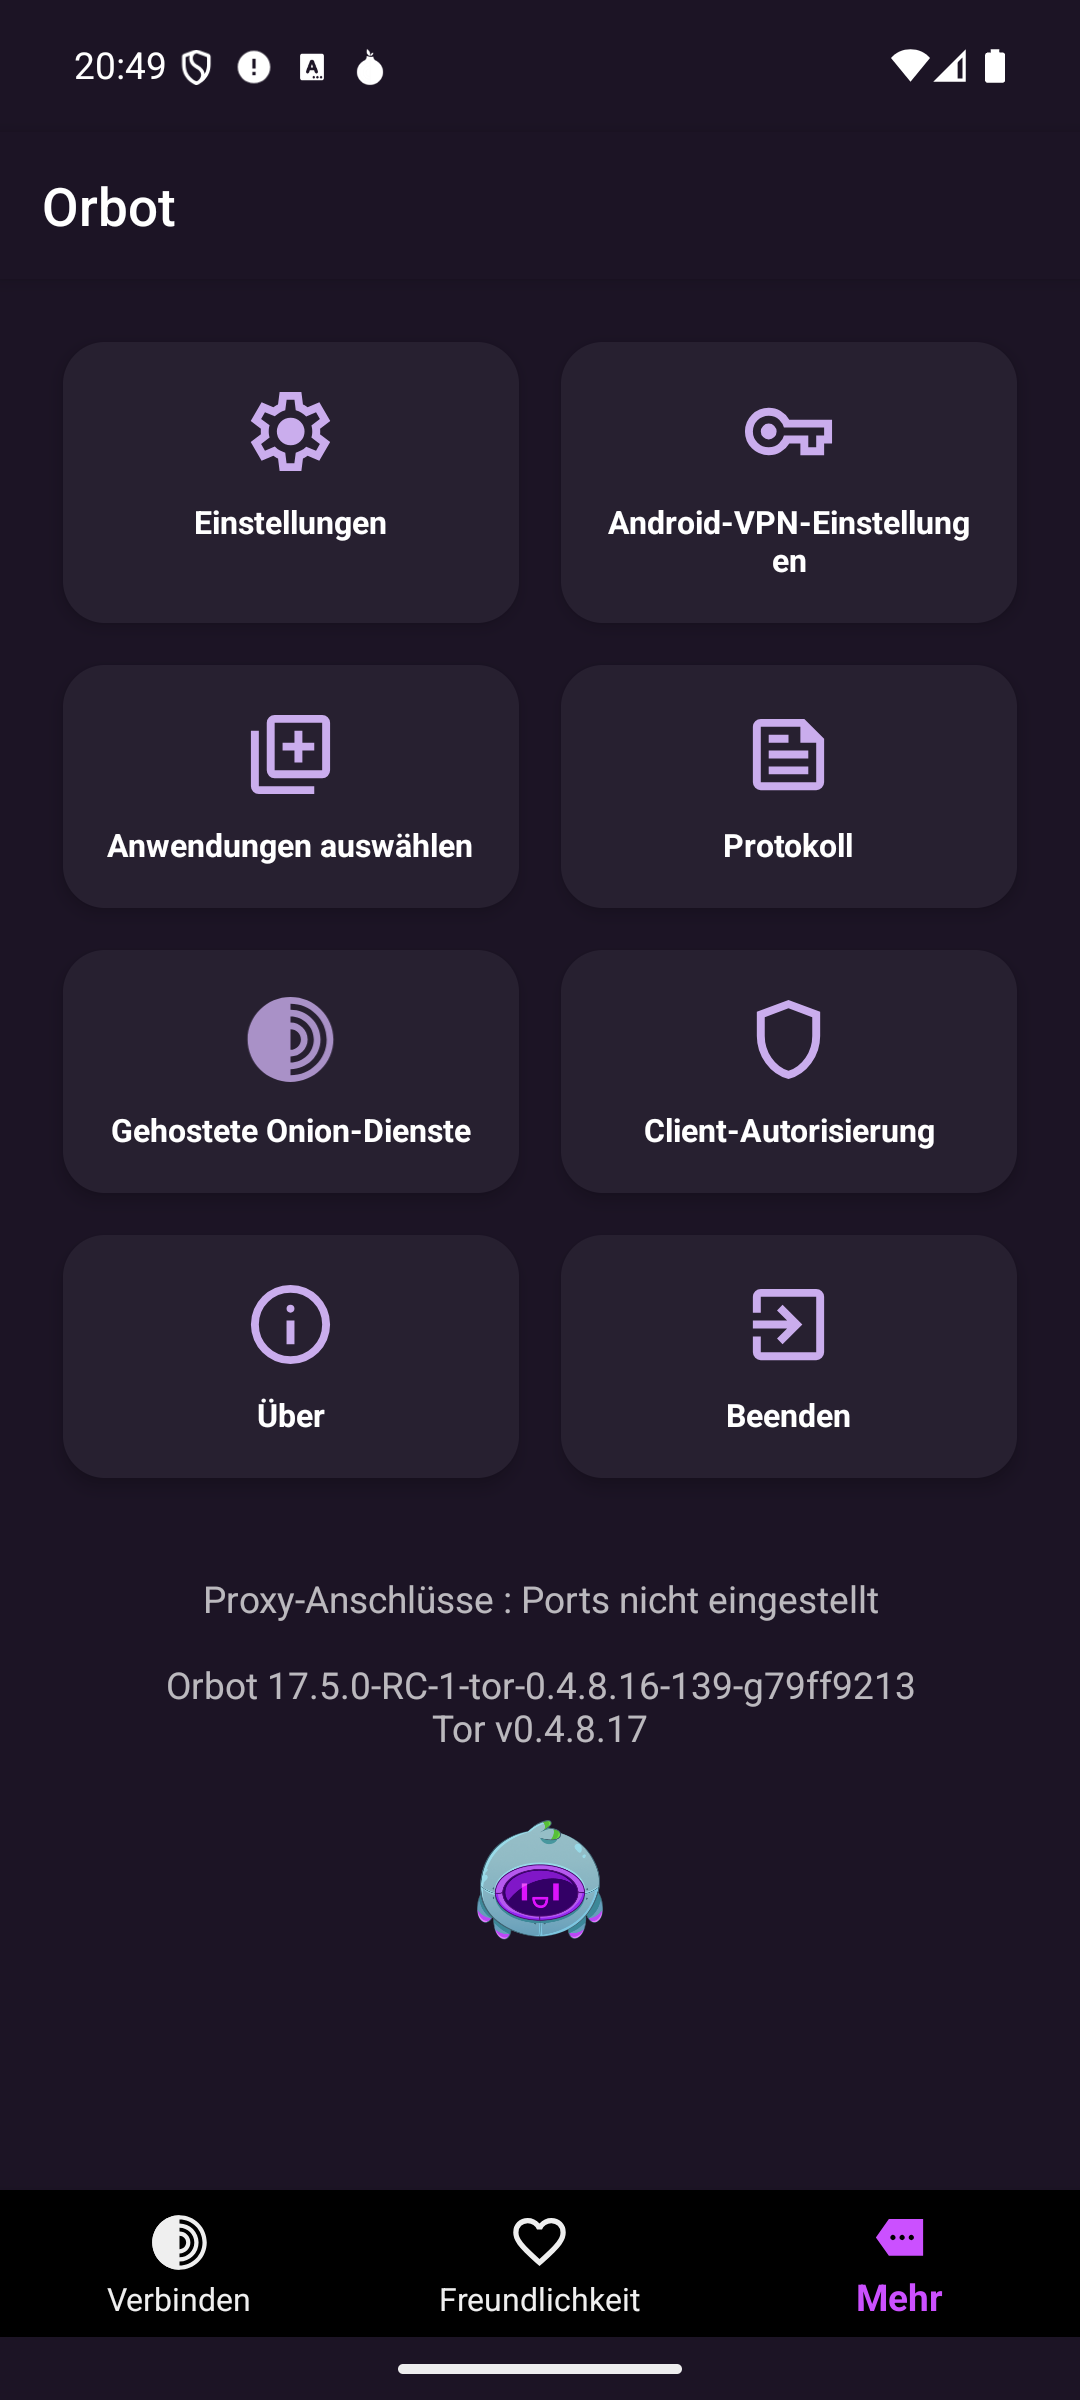 20:49
Orbot
Einstellungen
Android-VPN-Einstellung
en
Anwendungen auswählen
Protokoll
Gehostete Onion-Dienste
Client-Autorisierung
Über
Beenden
Proxy-Anschlüsse : Ports nicht eingestellt
Orbot 17.5.0-RC-1-tor-0.4.8.16-139-g79ff9213
Tor v0.4.8.17
Verbinden
Freundlichkeit
Mehr